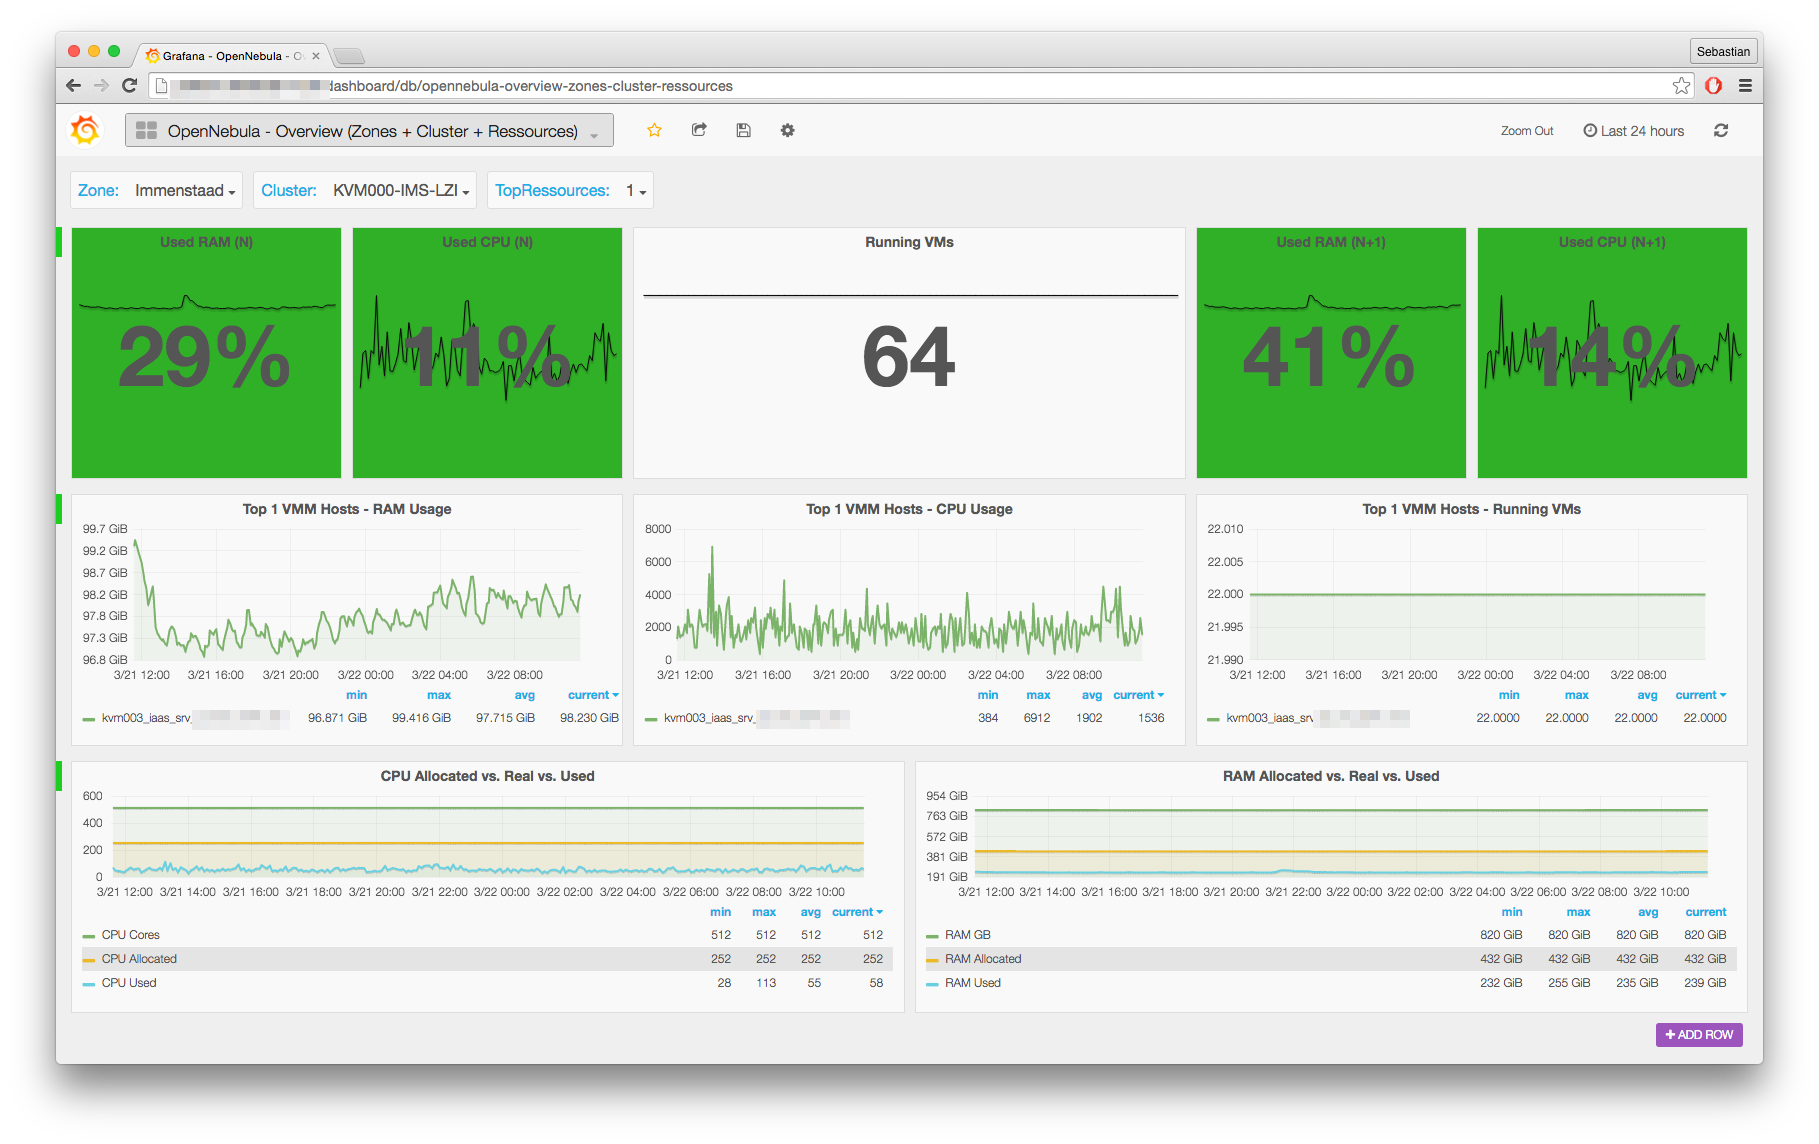 Grafana - OpenNebula - O
Sebastian
dashboard/db/opennebula-overview-zones-cluster-ressources
OpenNebula - Overview (Zones + Cluster + Ressources)
Zoom Out
Last 24 hours
Zone: Immenstaad
Cluster: KVM000-IMS-LZI
TopRessources: 1
Used RAM (N)
29%
Used CPU (N)
11%
Running VMs
64
Used RAM (N+1)
41%
Used CPU (N+1)
14%
Top 1 VMM Hosts - RAM Usage
99.7 GiB
99.2 GiB
98.7 GiB
98.2 GiB
97.8 GiB
97.3 GiB
96.8 GiB
3/21 12:00 3/21 16:00 3/21 20:00 3/22 00:00 3/22 04:00 3/22 08:00
min max avg current
kvm003_iaas_srv_ 96.871 GiB 99.416 GiB 97.715 GiB 98.230 GiB
Top 1 VMM Hosts - CPU Usage
8000
6000
4000
2000
0
3/21 12:00 3/21 16:00 3/21 20:00 3/22 00:00 3/22 04:00 3/22 08:00
min max avg current
kvm003_iaas_srv_ 384 6912 1902 1536
Top 1 VMM Hosts - Running VMs
22.010
22.005
22.000
21.995
21.990
3/21 12:00 3/21 16:00 3/21 20:00 3/22 00:00 3/22 04:00 3/22 08:00
min max avg current
kvm003_iaas_srv 22.0000 22.0000 22.0000 22.0000
CPU Allocated vs. Real vs. Used
600
400
200
0
3/21 12:00 3/21 14:00 3/21 16:00 3/21 18:00 3/21 20:00 3/21 22:00 3/22 00:00 3/22 02:00 3/22 04:00 3/22 06:00 3/22 08:00 3/22 10:00
min max avg current
CPU Cores 512 512 512 512
CPU Allocated 252 252 252 252
CPU Used 28 113 55 58
RAM Allocated vs. Real vs. Used
954 GiB
763 GiB
572 GiB
381 GiB
191 GiB
3/21 12:00 3/21 14:00 3/21 16:00 3/21 18:00 3/21 20:00 3/21 22:00 3/22 00:00 3/22 02:00 3/22 04:00 3/22 06:00 3/22 08:00 3/22 10:00
min max avg current
RAM GB 820 GiB 820 GiB 820 GiB 820 GiB
RAM Allocated 432 GiB 432 GiB 432 GiB 432 GiB
RAM Used 232 GiB 255 GiB 235 GiB 239 GiB
+ ADD ROW